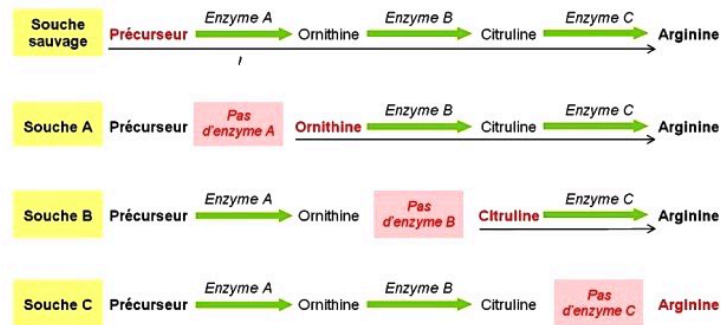 Souche sauvage Précurseur Enzyme A Ornithine Enzyme B Citruline Enzyme C Arginine
Souche A Précurseur Pas d'enzyme A Ornithine Enzyme B Citruline Enzyme C Arginine
Souche B Précurseur Enzyme A Ornithine Pas d'enzyme B Citruline Enzyme C Arginine
Souche C Précurseur Enzyme A Ornithine Enzyme B Citruline Pas d'enzyme C Arginine